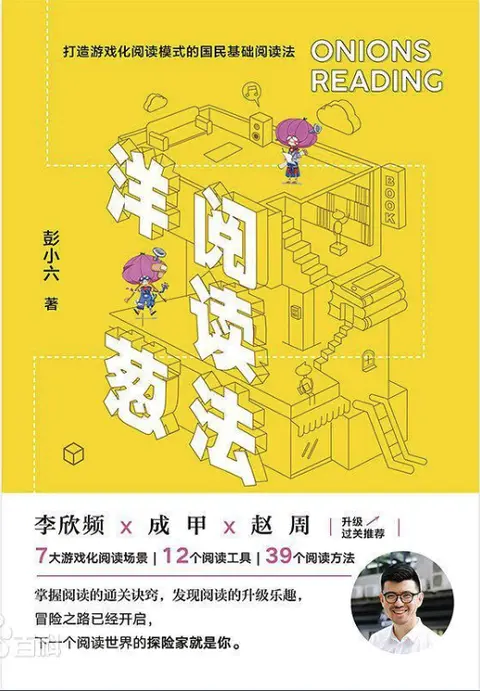 打造游戏化阅读模式的国民基础阅读法
ONIONS
READING
洋葱
阅读法
彭小六 著
BOOK
李欣频 x 成甲 x 赵周 | 升级
过关推荐
7大游戏化阅读场景 | 12个阅读工具 | 39个阅读方法
掌握阅读的通关诀窍，发现阅读的升级乐趣，
冒险之路已经开启，
下一个阅读世界的探险家就是你。
百科